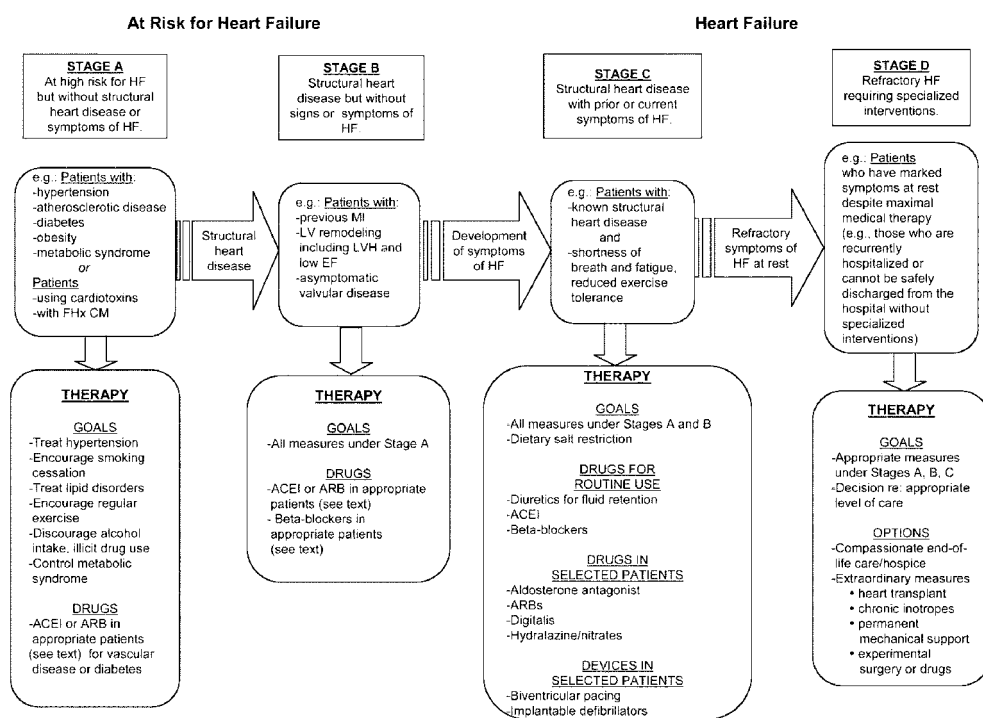 At Risk for Heart Failure
Heart Failure
STAGE A
At high risk for HF
but without structural
heart disease or
symptoms of HF.
STAGE B
Structural heart
disease but without
signs or symptoms of
HF.
STAGE C
Structural heart disease
with prior or current
symptoms of HF.
STAGE D
Refractory HF
requiring specialized
interventions.
e.g.: Patients with:
-hypertension
-atherosclerotic disease
-diabetes
-obesity
-metabolic syndrome
or
Patients
-using cardiotoxins
-with FHx CM
Structural
heart
disease
e.g.: Patients with:
-previous MI
-LV remodeling
including LVH and
low EF
-asymptomatic
valvular disease
Development
of symptoms
of HF
e.g.: Patients with:
-known structural
heart disease
and
-shortness of
breath and fatigue,
reduced exercise
tolerance
Refractory
symptoms of
HF at rest
e.g.: Patients
who have marked
symptoms at rest
despite maximal
medical therapy
(e.g., those who are
recurrently
hospitalized or
cannot be safely
discharged from the
hospital without
specialized
interventions)
THERAPY
GOALS
-Treat hypertension
-Encourage smoking
cessation
-Treat lipid disorders
-Encourage regular
exercise
-Discourage alcohol
intake, illicit drug use
-Control metabolic
syndrome
DRUGS
-ACEI or ARB in
appropriate patients
(see text) for vascular
disease or diabetes
THERAPY
GOALS
-All measures under Stage A
DRUGS
-ACEI or ARB in appropriate
patients (see text)
- Beta-blockers in
appropriate patients
(see text)
THERAPY
GOALS
-All measures under Stages A and B
-Dietary salt restriction
DRUGS FOR
ROUTINE USE
-Diuretics for fluid retention
-ACEI
-Beta-blockers
DRUGS IN
SELECTED PATIENTS
-Aldosterone antagonist
-ARBs
-Digitalis
-Hydralazine/nitrates
DEVICES IN
SELECTED PATIENTS
-Biventricular pacing
-Implantable defibrillators
THERAPY
GOALS
-Appropriate measures
under Stages A, B, C
-Decision re: appropriate
level of care
OPTIONS
-Compassionate end-of-
life care/hospice
-Extraordinary measures
• heart transplant
• chronic inotropes
• permanent
mechanical support
• experimental
surgery or drugs